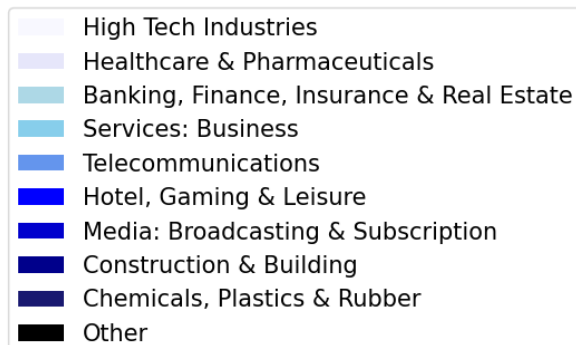 High Tech Industries
Healthcare & Pharmaceuticals
Banking, Finance, Insurance & Real Estate
Services: Business
Telecommunications
Hotel, Gaming & Leisure
Media: Broadcasting & Subscription
Construction & Building
Chemicals, Plastics & Rubber
Other